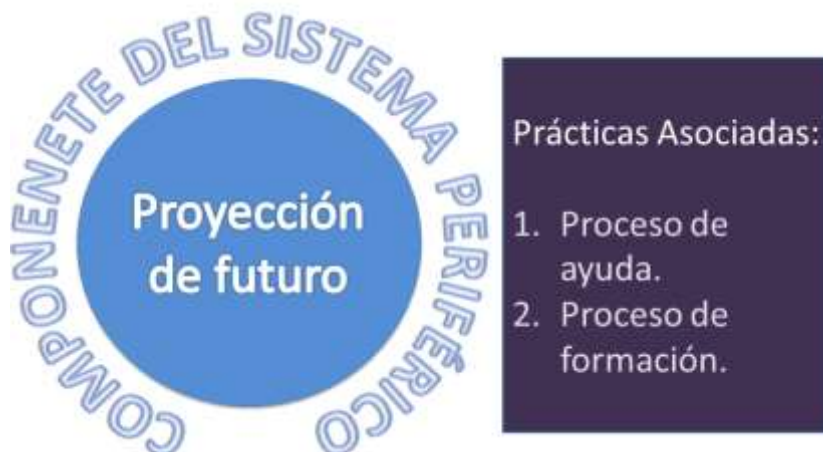 COMPONENETE DEL SISTEMA PERIFÉRICO
Proyección
de futuro
Prácticas Asociadas:
1. Proceso de
ayuda.
2. Proceso de
formación.